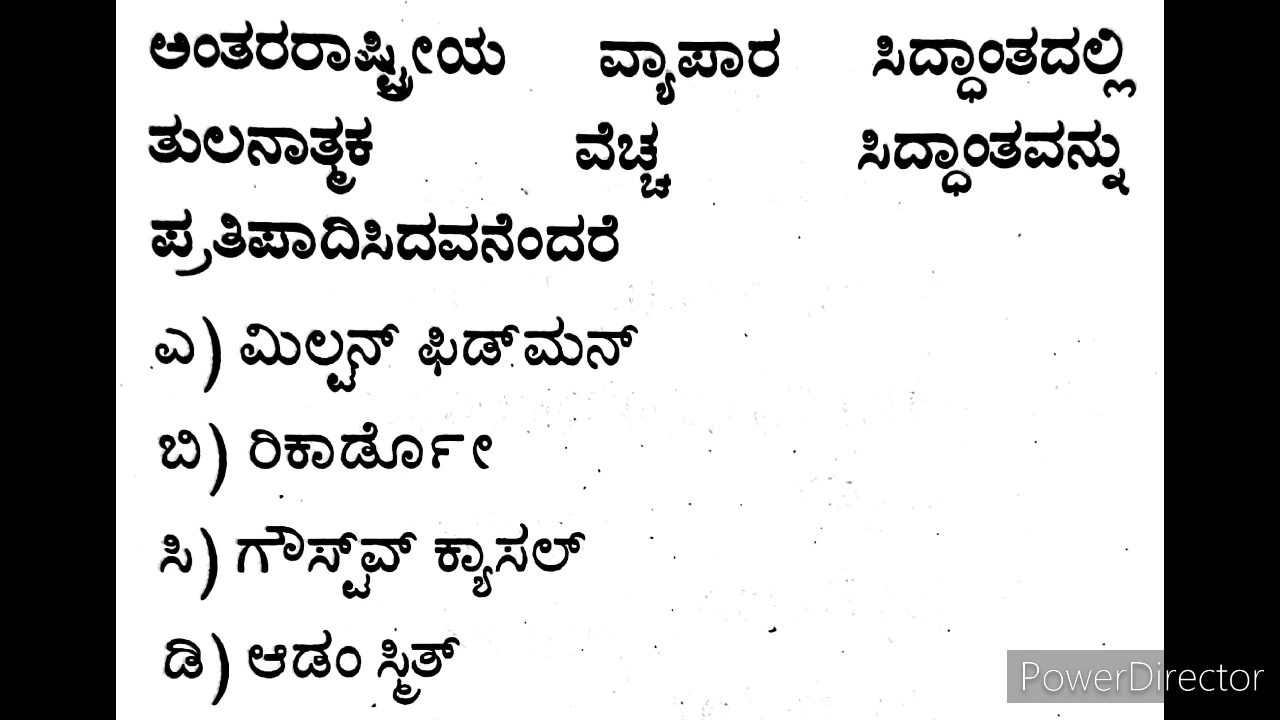 ಅಂತರರಾಷ್ಟ್ರೀಯ ವ್ಯಾಪಾರ ಸಿದ್ಧಾಂತದಲ್ಲಿ
ತುಲನಾತ್ಮಕ ವೆಚ್ಚ ಸಿದ್ಧಾಂತವನ್ನು
ಪ್ರತಿಪಾದಿಸಿದವನೆಂದರೆ
ಎ) ಮಿಲ್ಟನ್ ಫಿಡ್‌ಮನ್
ಬಿ) ರಿಕಾರ್ಡೋ
ಸಿ) ಗೌಸ್ಟ್‌ವ್ ಕ್ಯಾಸಲ್
ಡಿ) ಆಡಂ ಸ್ಮಿತ್
PowerDirector